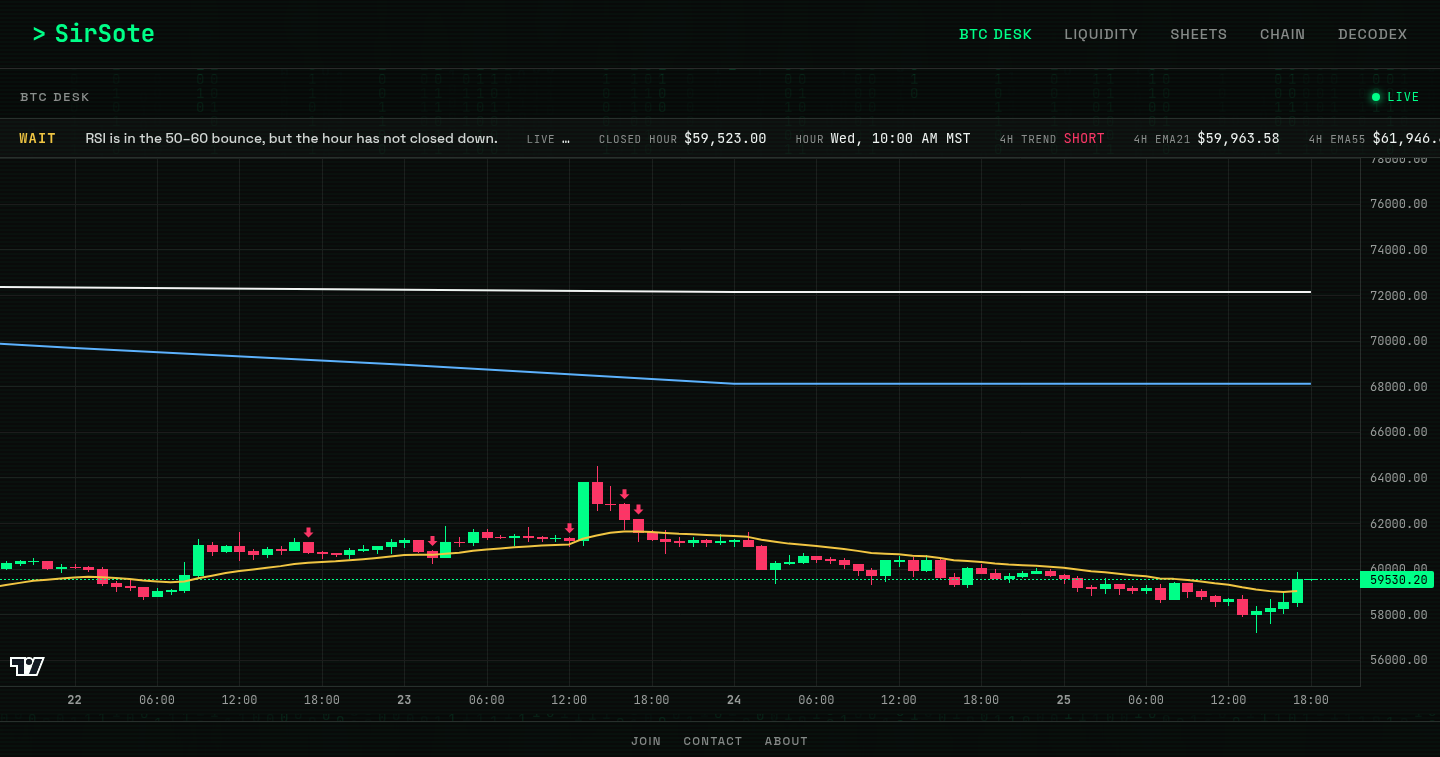 > SirSote
BTC DESK LIQUIDITY SHEETS CHAIN DECODEX
BTC DESK
LIVE
WAIT RSI is in the 50–60 bounce, but the hour has not closed down. LIVE … CLOSED HOUR $59,523.00 HOUR Wed, 10:00 AM MST 4H TREND SHORT 4H EMA21 $59,963.58 4H EMA55 $61,946.
78000.00
76000.00
74000.00
72000.00
70000.00
68000.00
66000.00
64000.00
62000.00
60000.00
59530.20
58000.00
56000.00
22 06:00 12:00 18:00 23 06:00 12:00 18:00 24 06:00 12:00 18:00 25 06:00 12:00 18:00
JOIN CONTACT ABOUT